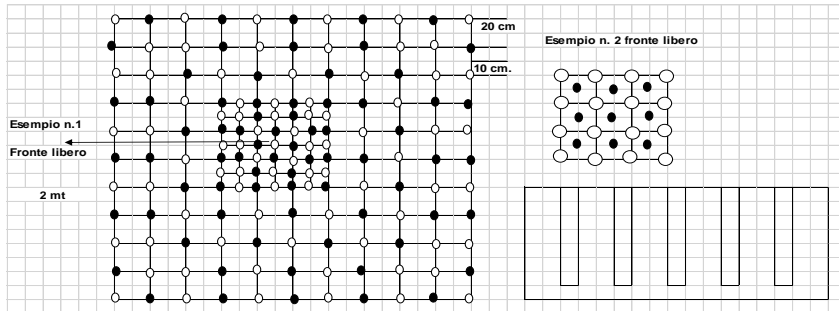 20 cm
10 cm.
Esempio n.1
Fronte libero
2 mt
Esempio n. 2 fronte libero